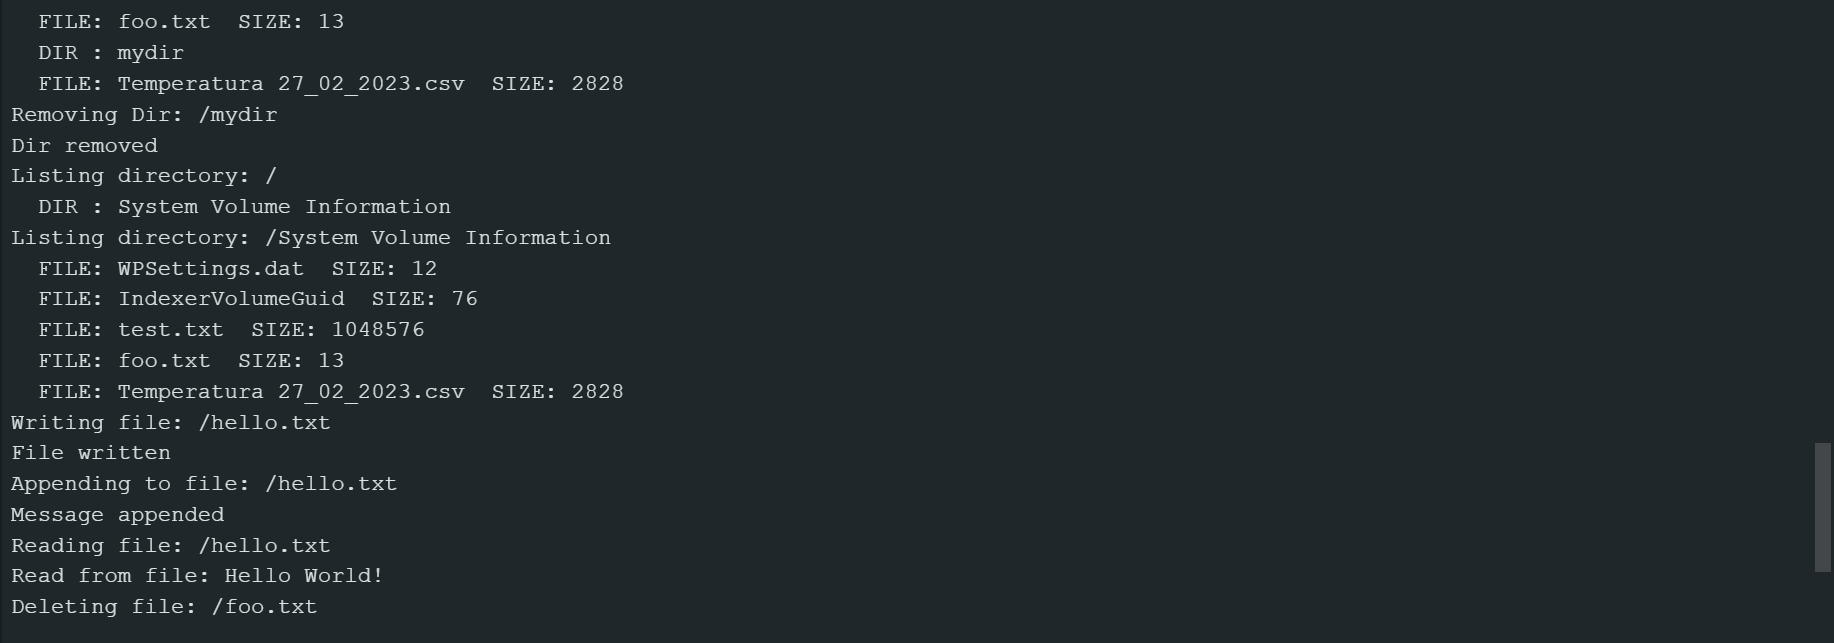 FILE: foo.txt  SIZE: 13
DIR : mydir
FILE: Temperatura 27_02_2023.csv  SIZE: 2828
Removing Dir: /mydir
Dir removed
Listing directory: /
DIR : System Volume Information
Listing directory: /System Volume Information
FILE: WPSettings.dat  SIZE: 12
FILE: IndexerVolumeGuid  SIZE: 76
FILE: test.txt  SIZE: 1048576
FILE: foo.txt  SIZE: 13
FILE: Temperatura 27_02_2023.csv  SIZE: 2828
Writing file: /hello.txt
File written
Appending to file: /hello.txt
Message appended
Reading file: /hello.txt
Read from file: Hello World!
Deleting file: /foo.txt